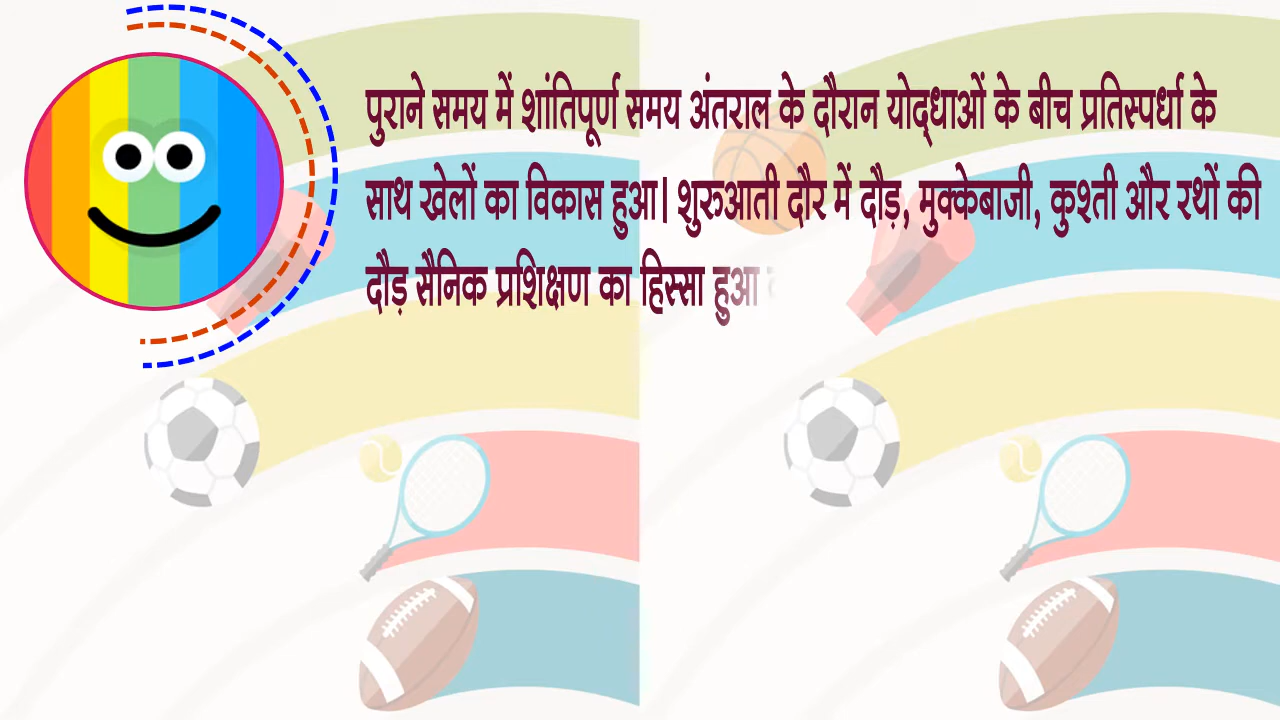 पुराने समय में शांतिपूर्ण समय अंतराल के दौरान योद्धाओं के बीच प्रतिस्पर्धा के
साथ खेलों का विकास हुआ| शुरुआती दौर में दौड़, मुक्केबाजी, कुश्ती और रथों की
दौड़ सैनिक प्रशिक्षण का हिस्सा हुआ